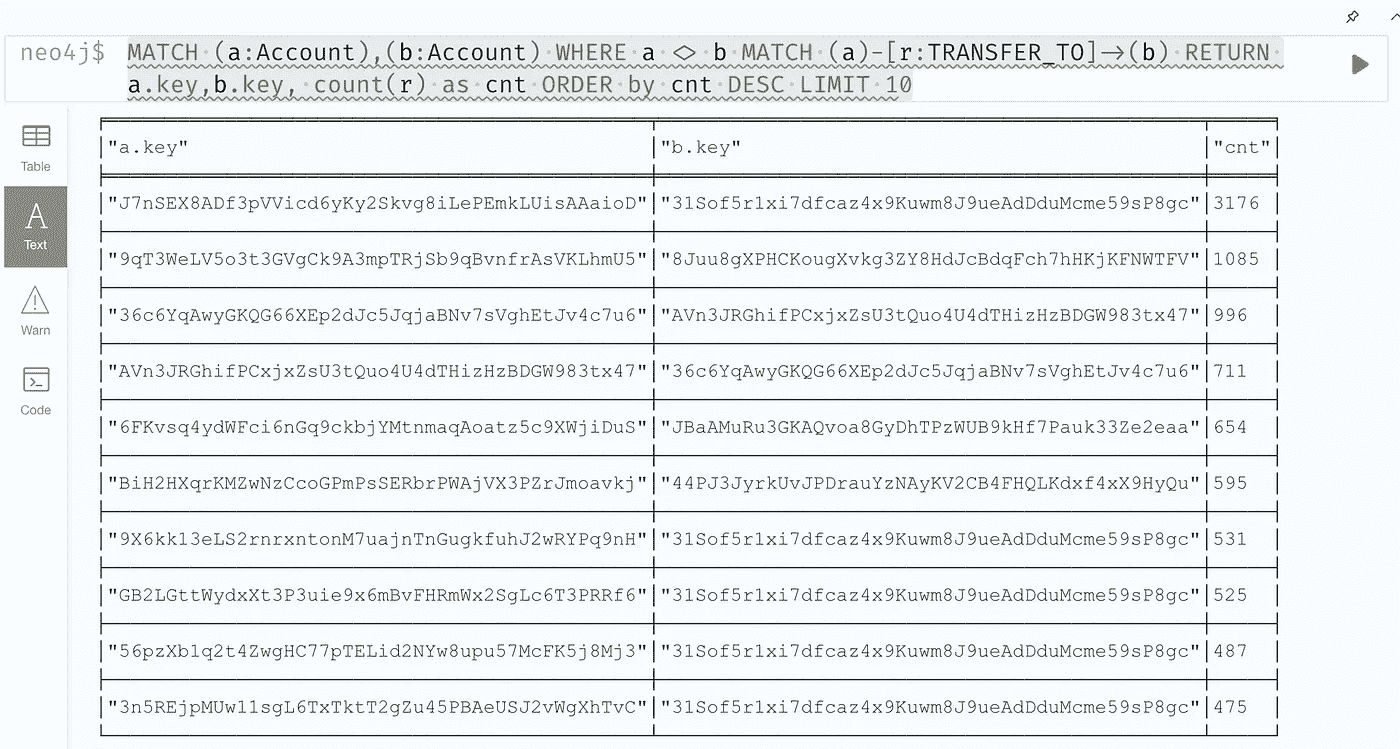 neo4j$ MATCH (a:Account),(b:Account) WHERE a <> b MATCH (a)-[r:TRANSFER_TO]->(b) RETURN
a.key,b.key, count(r) as cnt ORDER by cnt DESC LIMIT 10
Table
A
Text
Warn
Code
"a.key" "b.key" "cnt"
"J7nSEX8ADf3pVVicd6yKy2Skvg8iLePEmkLUisAAaioD" "31Sof5r1xi7dfcaz4x9Kuwm8J9ueAdDduMcme59sP8gc" 3176
"9qT3WeLV5o3t3GVgCk9A3mpTRjSb9qBvnfrAsVKLhmU5" "8Juu8gXPHCKougXvkg3ZY8HdJcBdqFch7hHKjKFNWTFV" 1085
"36c6YqAwyGKQG66XEp2dJc5JqjaBNv7sVghEtJv4c7u6" "AVn3JRGhifPCxjxZsU3tQuo4U4dTHizHzBDGW983tx47" 996
"AVn3JRGhifPCxjxZsU3tQuo4U4dTHizHzBDGW983tx47" "36c6YqAwyGKQG66XEp2dJc5JqjaBNv7sVghEtJv4c7u6" 711
"6FKvsq4ydWFci6nGq9ckbjYMtnmaqAoatz5c9XWjiDuS" "JBaAMuRu3GKAQvoa8GyDhTPzWUB9kHf7Pauk33Ze2eaa" 654
"BiH2HXqrKMZwNzCcoGPmPsSERbrPWAjVX3PZrJmoavkj" "44PJ3JyrkUvJPDrauYzNAyKV2CB4FHQLKdxf4xX9HyQu" 595
"9X6kk13eLS2rnrxntonM7uajnTnGugkfuhJ2wRYPq9nH" "31Sof5r1xi7dfcaz4x9Kuwm8J9ueAdDduMcme59sP8gc" 531
"GB2LGttWydxXt3P3uie9x6mBvFHRmWx2SgLc6T3PRRf6" "31Sof5r1xi7dfcaz4x9Kuwm8J9ueAdDduMcme59sP8gc" 525
"56pzXb1q2t4ZwgHC77pTELid2NYw8upu57McFK5j8Mj3" "31Sof5r1xi7dfcaz4x9Kuwm8J9ueAdDduMcme59sP8gc" 487
"3n5REjpMUw11sgL6TxTktT2gZu45PBAeUSJ2vWgXhTvC" "31Sof5r1xi7dfcaz4x9Kuwm8J9ueAdDduMcme59sP8gc" 475